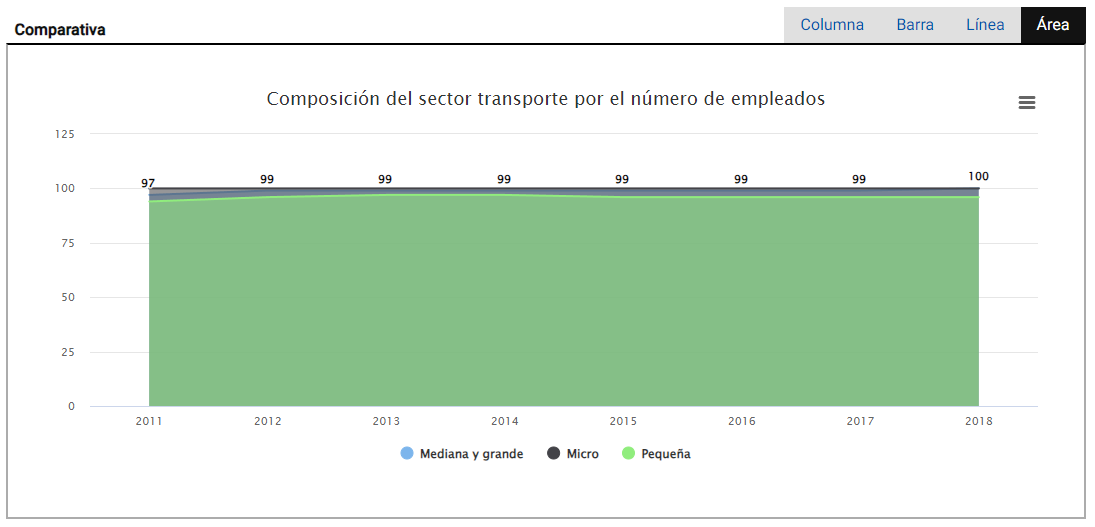 Comparativa
Columna Barra Línea Área
Composición del sector transporte por el número de empleados
125
100
75
50
25
0
97 99 99 99 99 99 99 100
2011 2012 2013 2014 2015 2016 2017 2018
Mediana y grande Micro Pequeña